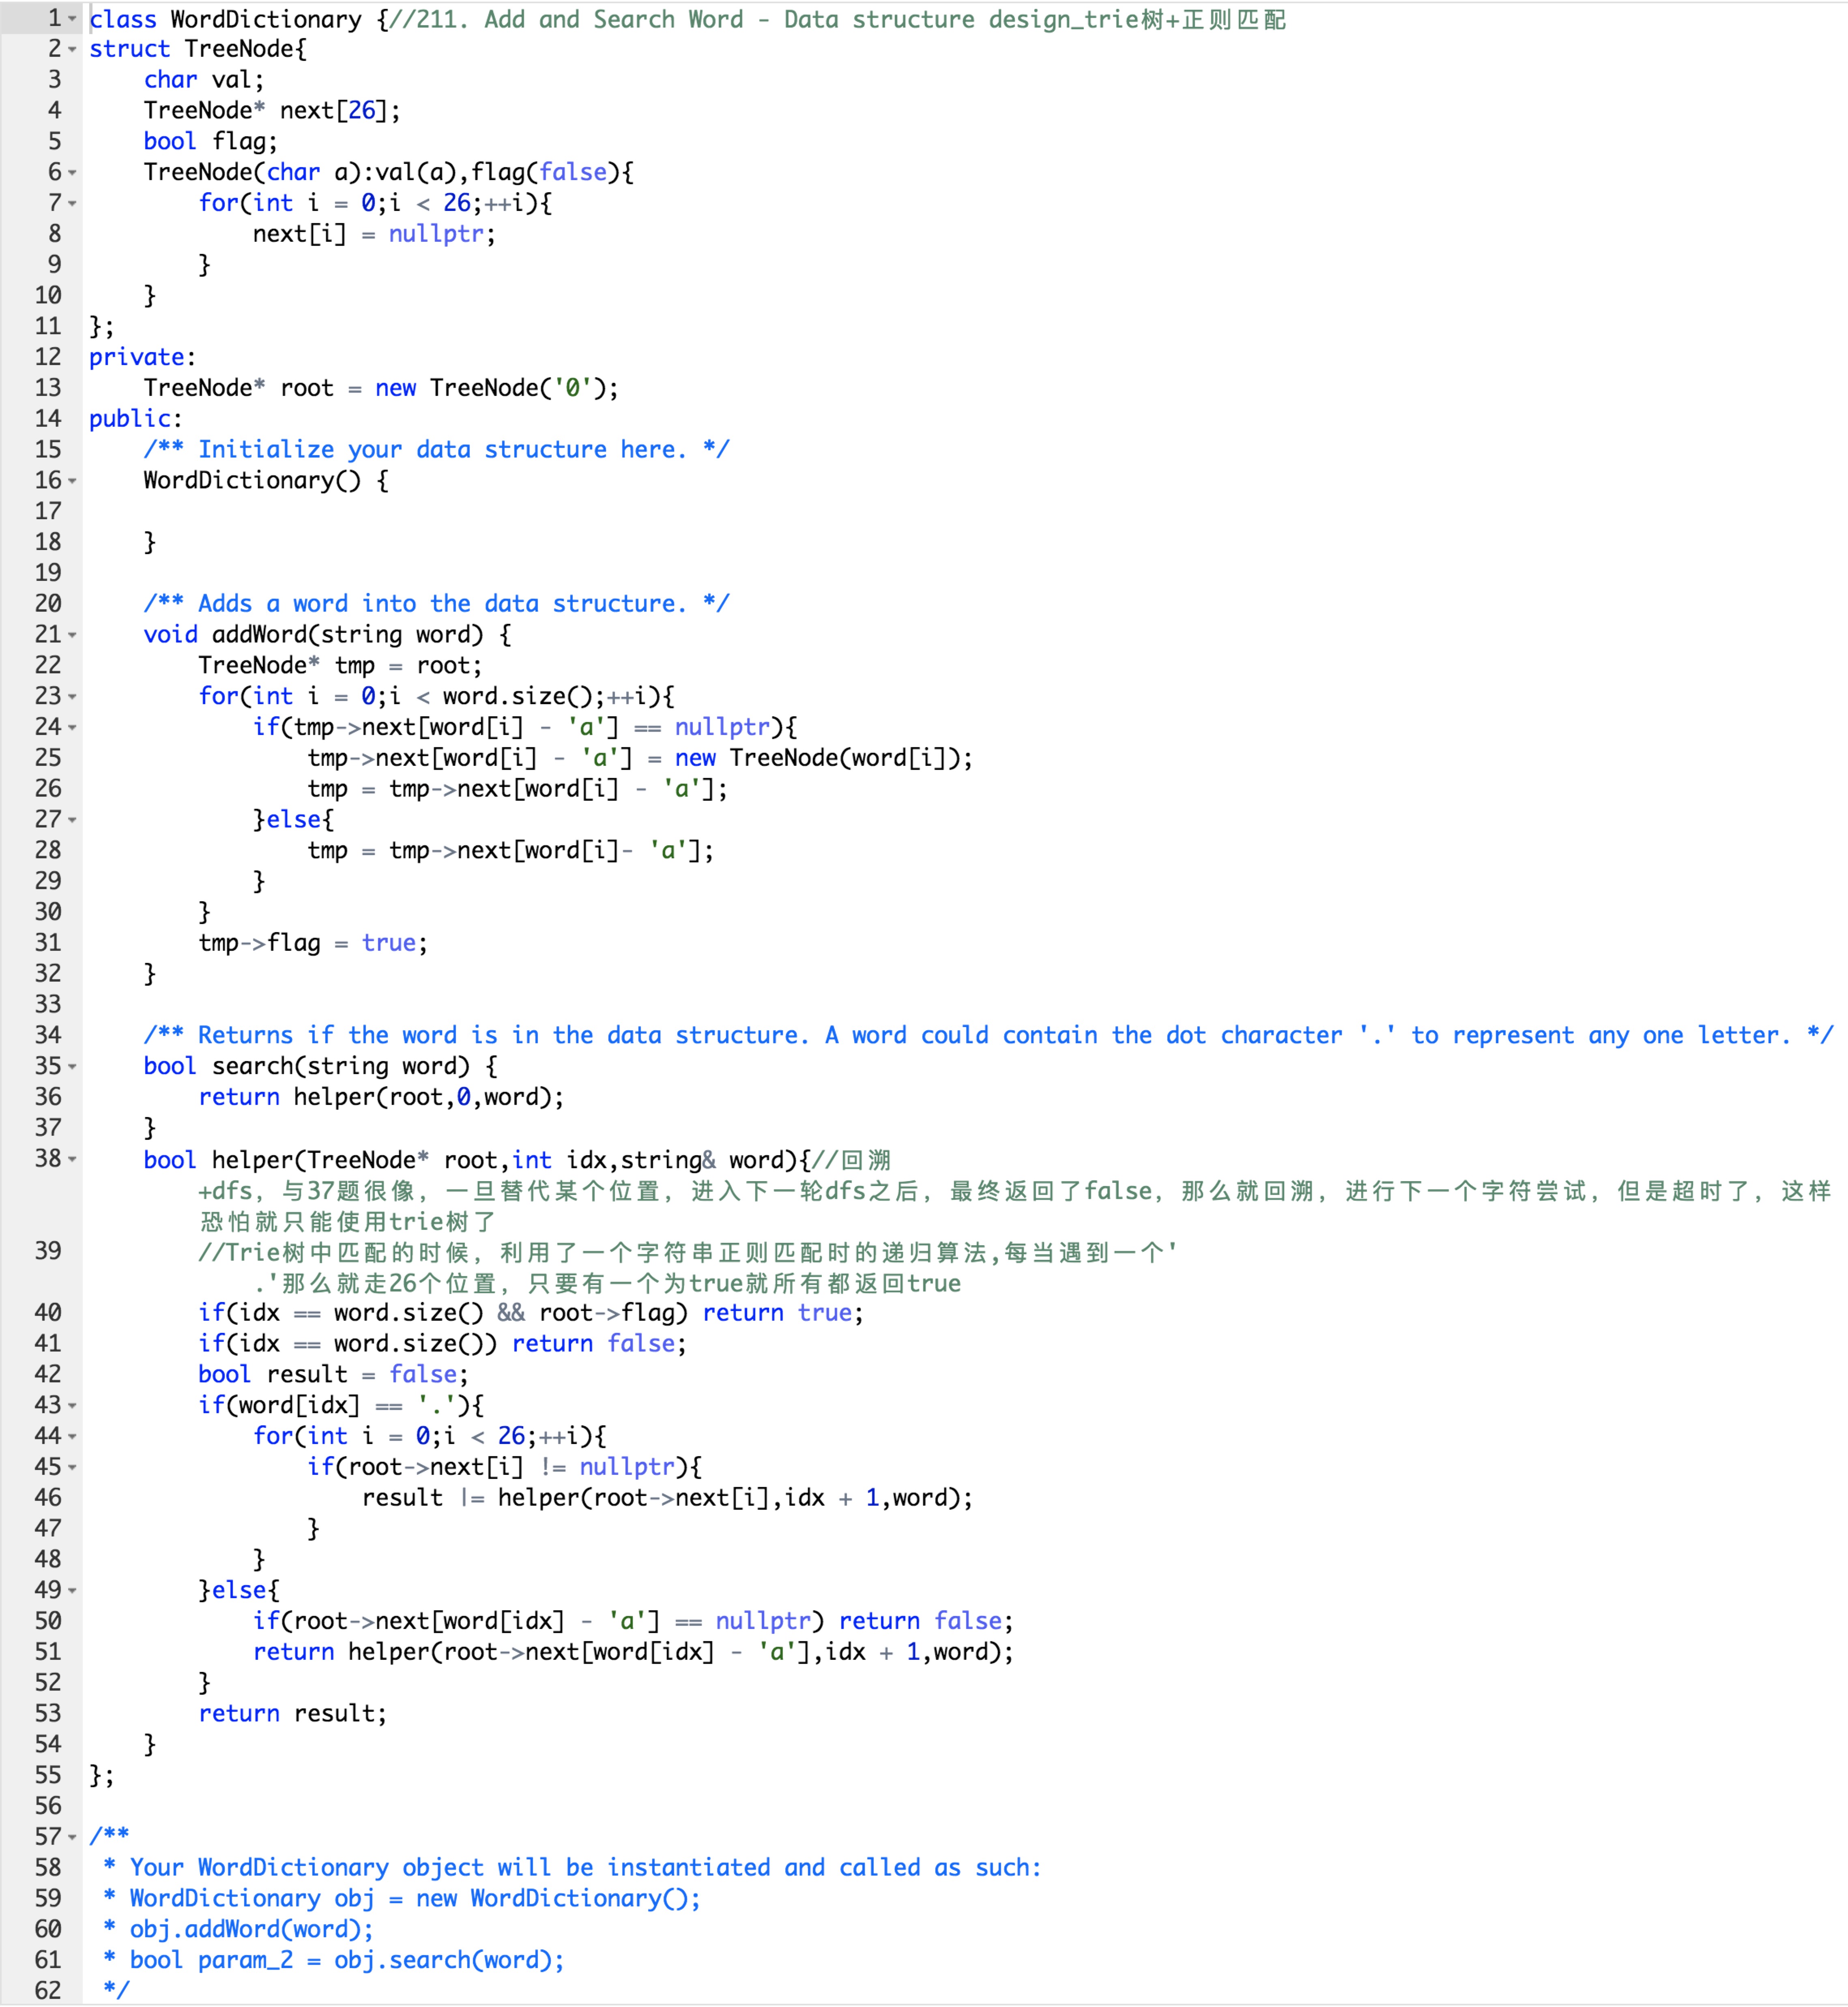 1 class WordDictionary {//211. Add and Search Word - Data structure design_trie树+正则匹配
2 struct TreeNode{
3     char val;
4     TreeNode* next[26];
5     bool flag;
6     TreeNode(char a):val(a),flag(false){
7         for(int i = 0;i < 26;++i){
8             next[i] = nullptr;
9         }
10     }
11 };
12 private:
13     TreeNode* root = new TreeNode('0');
14 public:
15     /** Initialize your data structure here. */
16     WordDictionary() {
17
18     }
19
20     /** Adds a word into the data structure. */
21     void addWord(string word) {
22         TreeNode* tmp = root;
23         for(int i = 0;i < word.size();++i){
24             if(tmp->next[word[i] - 'a'] == nullptr){
25                 tmp->next[word[i] - 'a'] = new TreeNode(word[i]);
26                 tmp = tmp->next[word[i] - 'a'];
27             }else{
28                 tmp = tmp->next[word[i]- 'a'];
29             }
30         }
31         tmp->flag = true;
32     }
33
34     /** Returns if the word is in the data structure. A word could contain the dot character '.' to represent any one letter. */
35     bool search(string word) {
36         return helper(root,0,word);
37     }
38     bool helper(TreeNode* root,int idx,string& word){//回溯
+dfs, 与37题很像, 一旦替代某个位置, 进入下一轮dfs之后, 最终返回了false, 那么就回溯, 进行下一个字符尝试, 但是超时了, 这样
恐怕就只能使用trie树了
39         //Trie树中匹配的时候, 利用了一个字符串正则匹配时的递归算法,每当遇到一个'
.'那么就走26个位置, 只要有一个为true就所有都返回true
40         if(idx == word.size() && root->flag) return true;
41         if(idx == word.size()) return false;
42         bool result = false;
43         if(word[idx] == '.'){
44             for(int i = 0;i < 26;++i){
45                 if(root->next[i] != nullptr){
46                     result |= helper(root->next[i],idx + 1,word);
47                 }
48             }
49         }else{
50             if(root->next[word[idx] - 'a'] == nullptr) return false;
51             return helper(root->next[word[idx] - 'a'],idx + 1,word);
52         }
53         return result;
54     }
55 };
56
57 /**
58  * Your WordDictionary object will be instantiated and called as such:
59  * WordDictionary obj = new WordDictionary();
60  * obj.addWord(word);
61  * bool param_2 = obj.search(word);
62  */